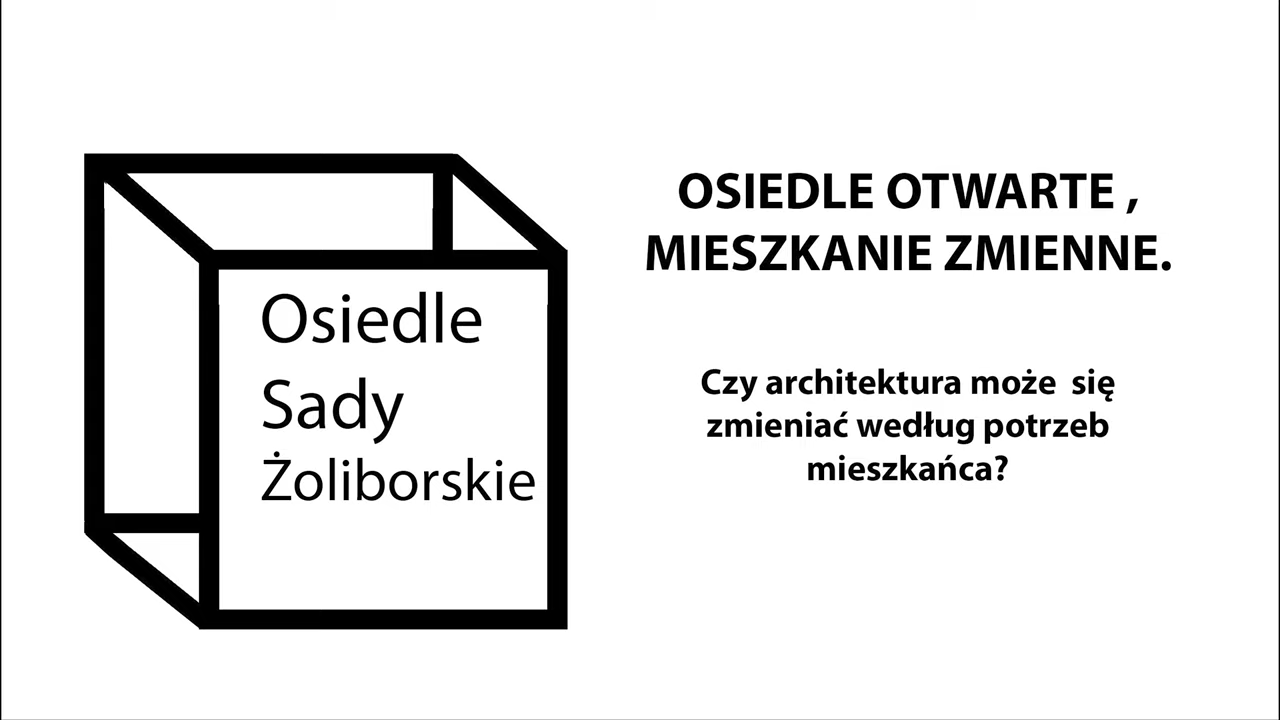 Osiedle
Sady
Żoliborskie
OSIEDLE OTWARTE ,
MIESZKANIE ZMIENNE.
Czy architektura może  się
zmieniać według potrzeb
mieszkańca?